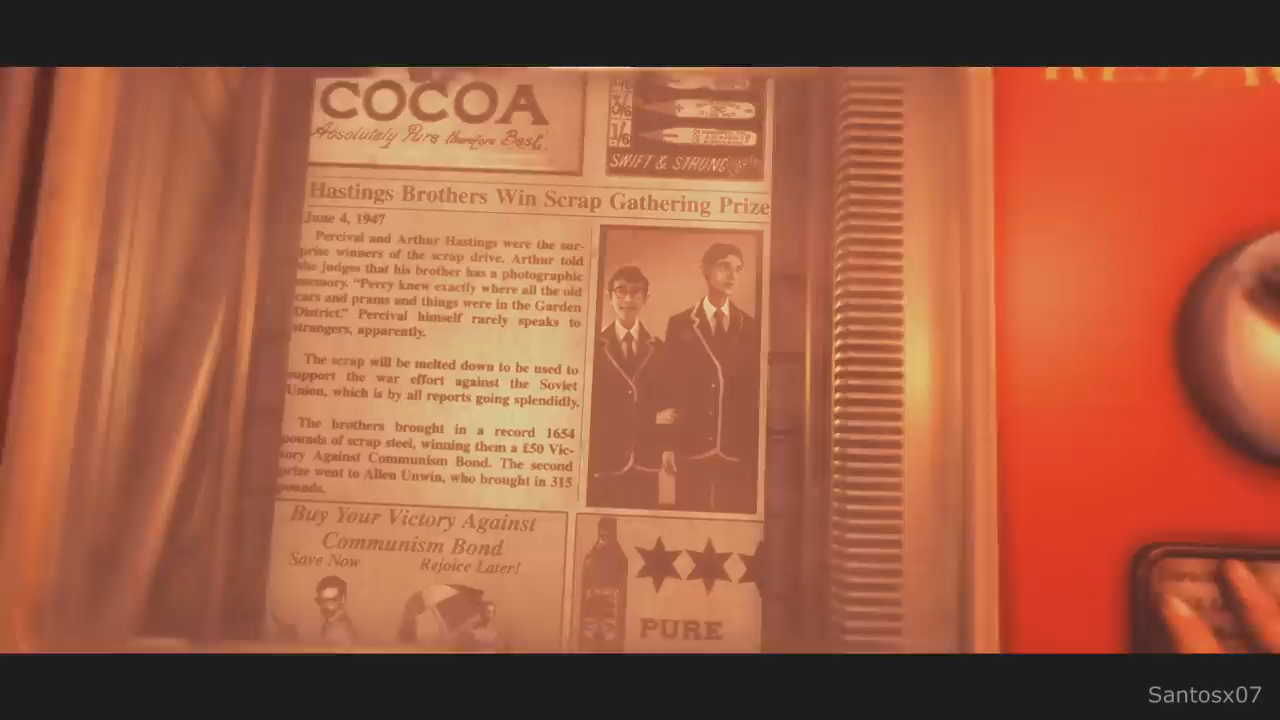 COCOA
Absolutely Pure therefore Best!
3/6
1/6
SWIFT & STRONG
Hastings Brothers Win Scrap Gathering Prize
June 4, 1947
Percival and Arthur Hastings were the sur-
prise winners of the scrap drive. Arthur told
the judges that his brother has a photographic
memory. “Percy knew exactly where all the old
cars and prams and things were in the Garden
District.” Percival himself rarely speaks to
strangers, apparently.
The scrap will be melted down to be used to
support the war effort against the Soviet
Union, which is by all reports going splendidly.
The brothers brought in a record 1654
pounds of scrap steel, winning them a £50 Vic-
tory Against Communism Bond. The second
prize went to Allen Unwin, who brought in 315
pounds.
Buy Your Victory Against
Communism Bond
Save Now Rejoice Later!
PURE
Santosx07